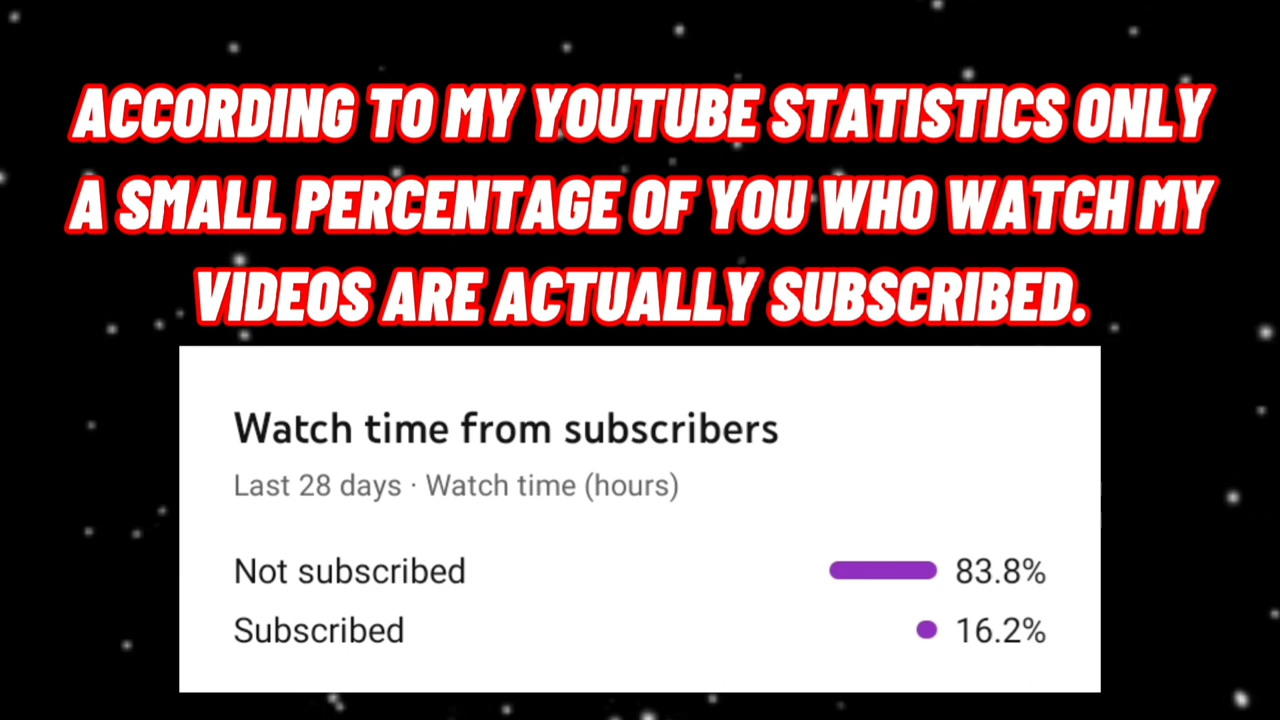 ACCORDING TO MY YOUTUBE STATISTICS ONLY
A SMALL PERCENTAGE OF YOU WHO WATCH MY
VIDEOS ARE ACTUALLY SUBSCRIBED.
Watch time from subscribers
Last 28 days · Watch time (hours)
Not subscribed 83.8%
Subscribed 16.2%